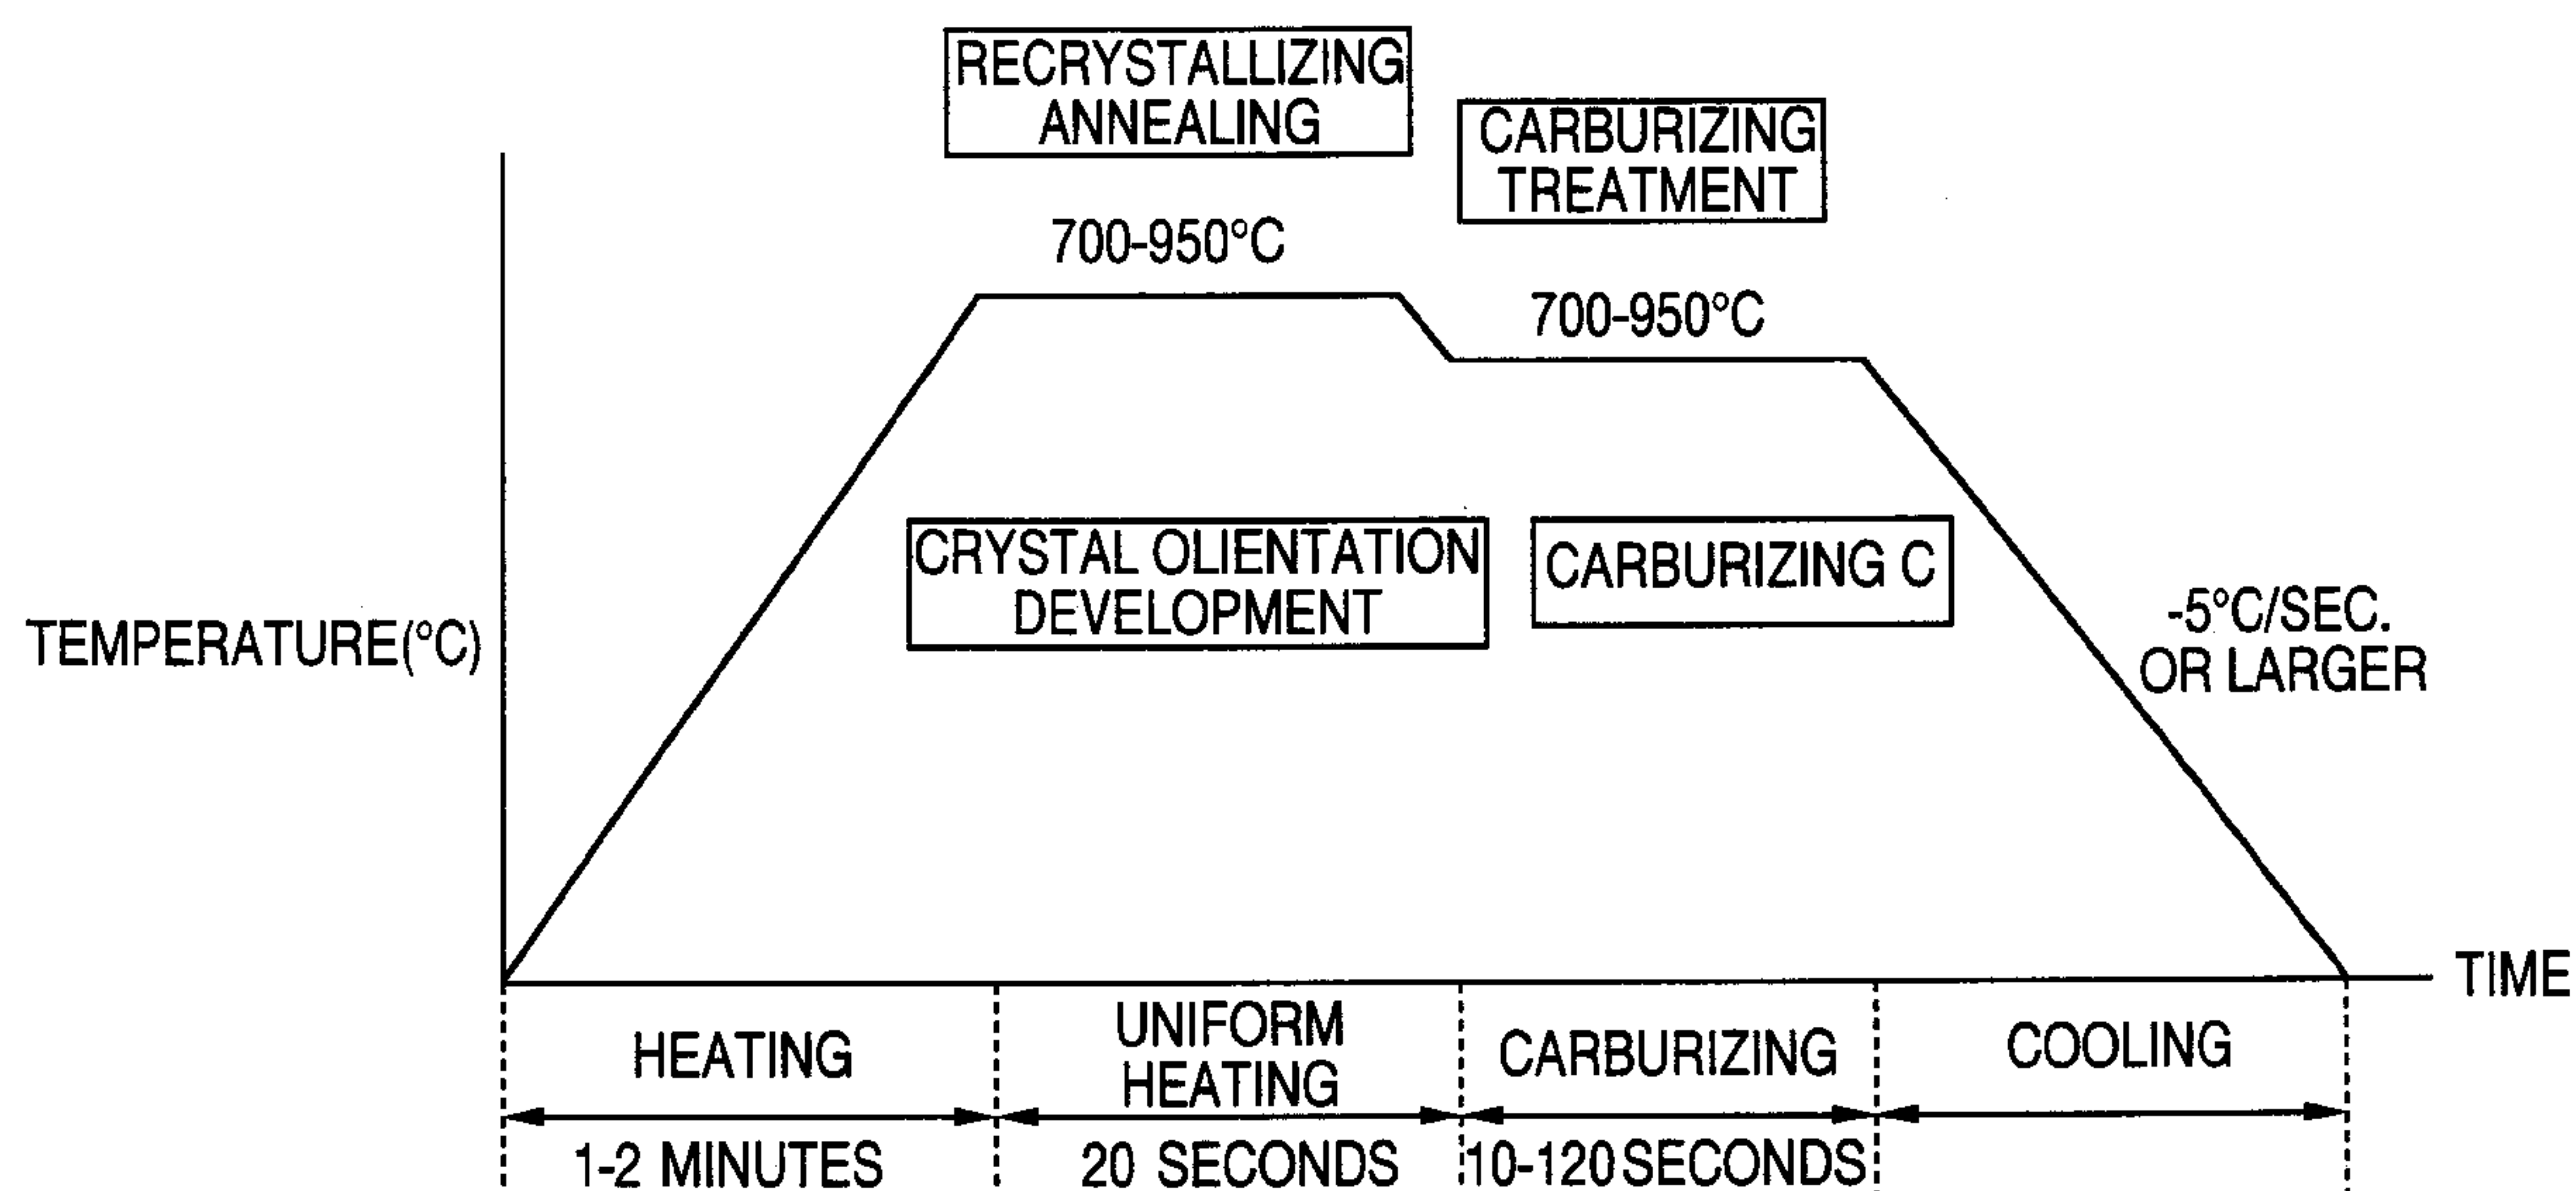 RECRYSTALLIZING
ANNEALING
CARBURIZING
TREATMENT
700-950°C
700-950°C
CRYSTAL OLIENTATION
DEVELOPMENT
CARBURIZING C
TEMPERATURE(°C)
-5°C/SEC.
OR LARGER
TIME
HEATING
UNIFORM
HEATING
CARBURIZING
COOLING
1-2 MINUTES
20 SECONDS
10-120 SECONDS